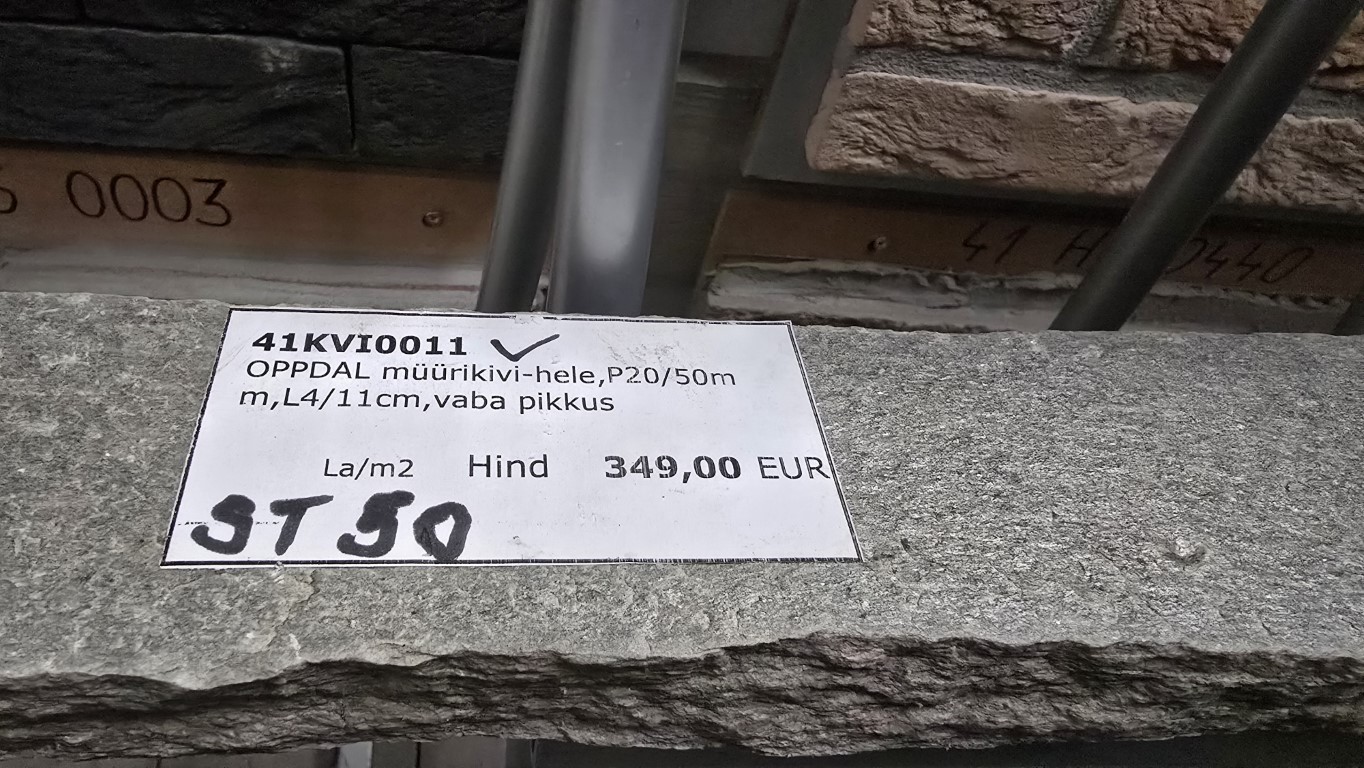 0003
41 H 0440
41KVI0011 ✓
OPPDAL müürikivi-hele,P20/50m
m,L4/11cm,vaba pikkus
La/m2 Hind 349,00 EUR
ST 50